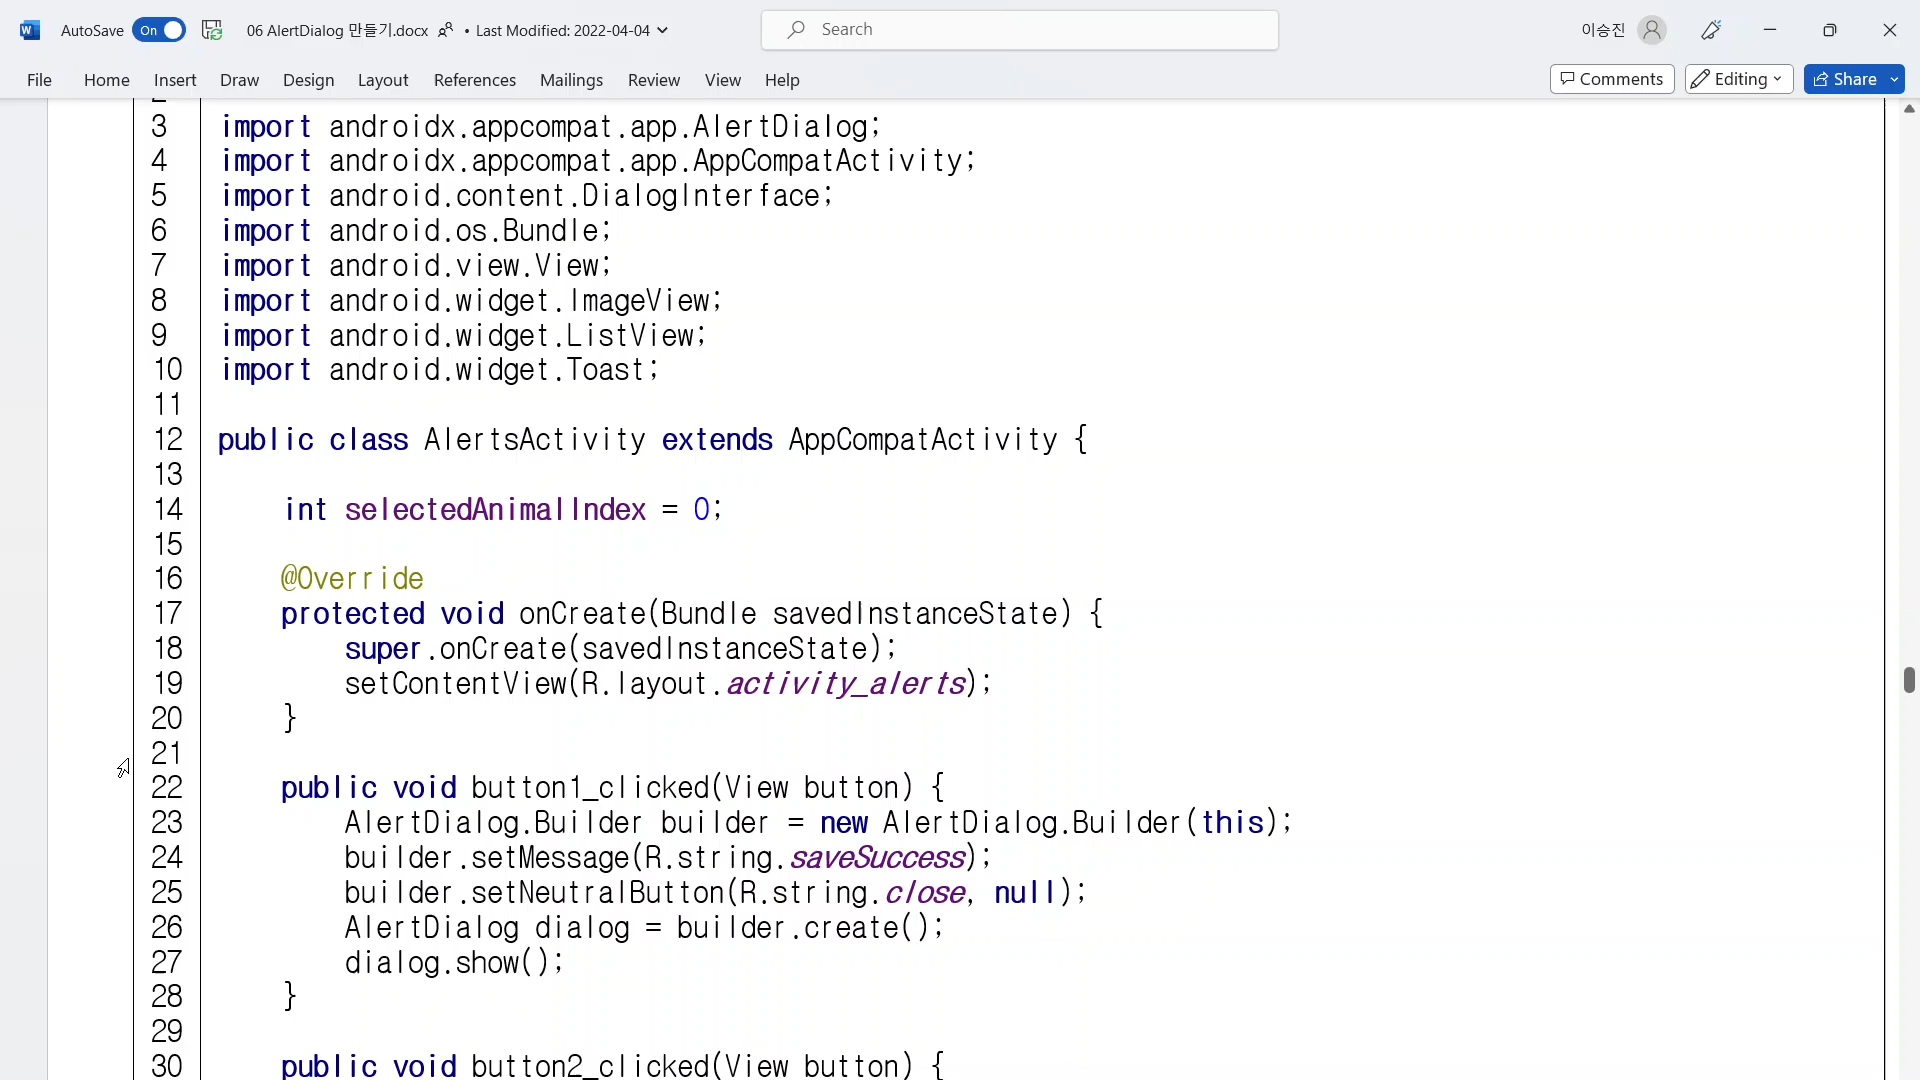 AutoSave On 06 AlertDialog 만들기.docx • Last Modified: 2022-04-04 Search 이승진
File Home Insert Draw Design Layout References Mailings Review View Help Comments Editing Share
3 import androidx.appcompat.app.AlertDialog;
4 import androidx.appcompat.app.AppCompatActivity;
5 import android.content.DialogInterface;
6 import android.os.Bundle;
7 import android.view.View;
8 import android.widget.ImageView;
9 import android.widget.ListView;
10 import android.widget.Toast;
11
12 public class AlertsActivity extends AppCompatActivity {
13
14     int selectedAnimalIndex = 0;
15
16     @Override
17     protected void onCreate(Bundle savedInstanceState) {
18         super.onCreate(savedInstanceState);
19         setContentView(R.layout.activity_alerts);
20     }
21
22     public void button1_clicked(View button) {
23         AlertDialog.Builder builder = new AlertDialog.Builder(this);
24         builder.setMessage(R.string.saveSuccess);
25         builder.setNeutralButton(R.string.close, null);
26         AlertDialog dialog = builder.create();
27         dialog.show();
28     }
29
30     public void button2_clicked(View button) {